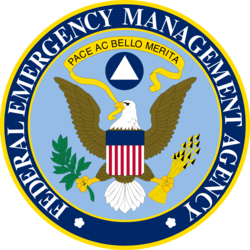 FEDERAL EMERGENCY MANAGEMENT AGENCY
PACE AC BELLO MERITA